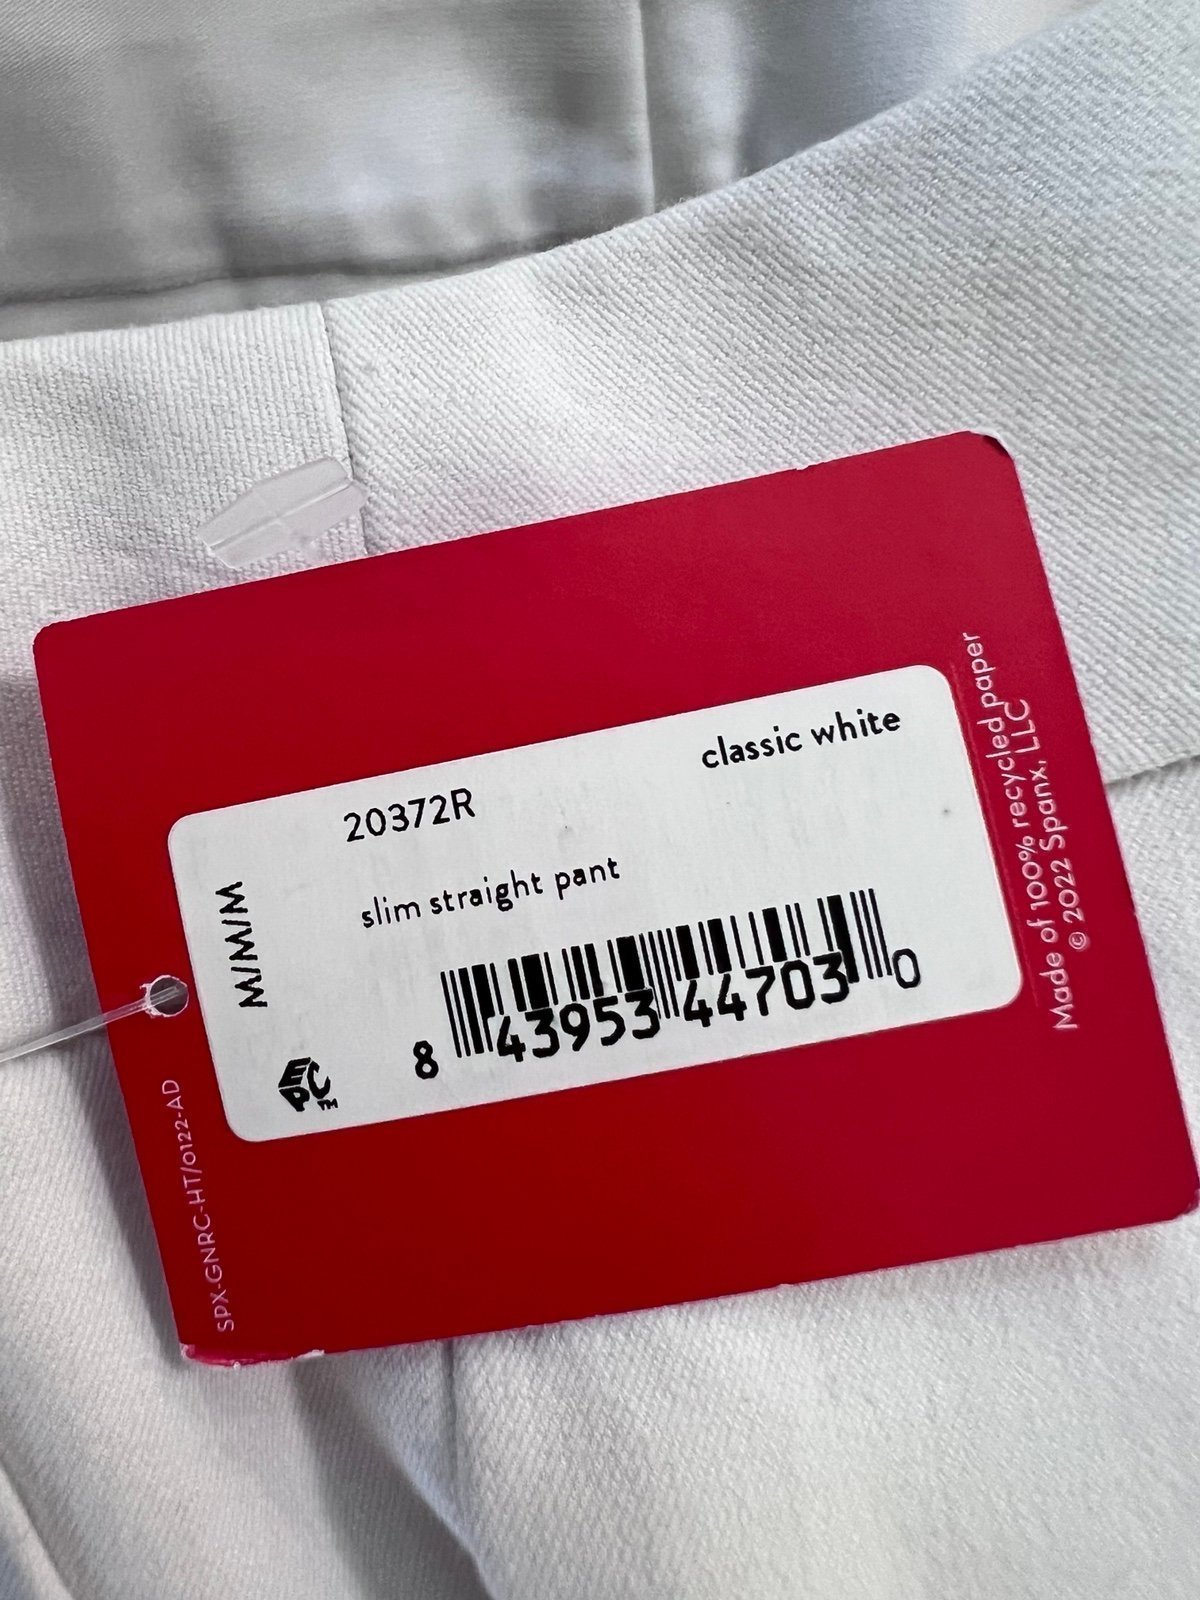 20372R
classic white
slim straight pant
M/M/M
8 43953 44703 0
EPC™
SPX-GNRC-HT/0122-AD
Made of 100% recycled paper
© 2022 Spanx, LLC